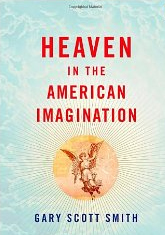 HEAVEN
IN THE
AMERICAN
IMAGINATION
GARY SCOTT SMITH